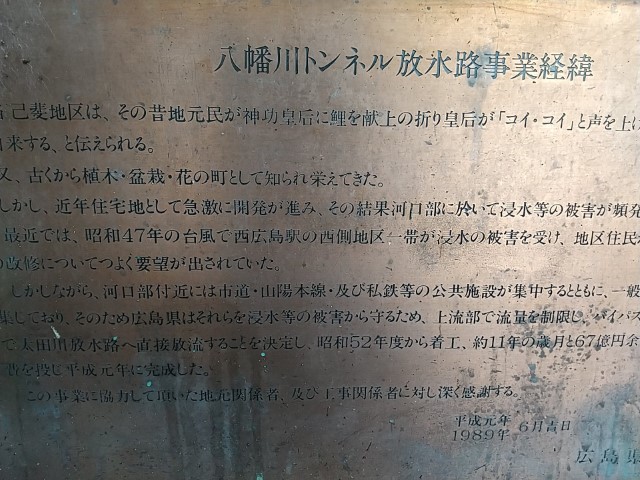 八幡川トンネル放水路事業経緯
己斐地区は、その昔地元民が神功皇后に鯉を献上の折り皇后が「コイ・コイ」と声を上げ
来する、と伝えられる。
又、古くから植木・盆栽・花の町として知られ栄えてきた。
しかし、近年住宅地として急激に開発が進み、その結果河口部に於いて浸水等の被害が頻発
最近では、昭和47年の台風で西広島駅の西側地区一帯が浸水の被害を受け、地区住民
の改修についてつよく要望が出されていた。
しかしながら、河口部付近には市道・山陽本線・及び私鉄等の公共施設が集中するとともに、一般
集しており、そのため広島県はそれらを浸水等の被害から守るため、上流部で流量を制限し、バイパス
で太田川放水路へ直接放流することを決定し、昭和52年度から着工、約11年の歳月と67億円余
費を投じ平成元年に完成した。
この事業に協力して頂いた地元関係者、及び工事関係者に対し深く感謝する。
平成元年
1989年 6月吉日
広島県